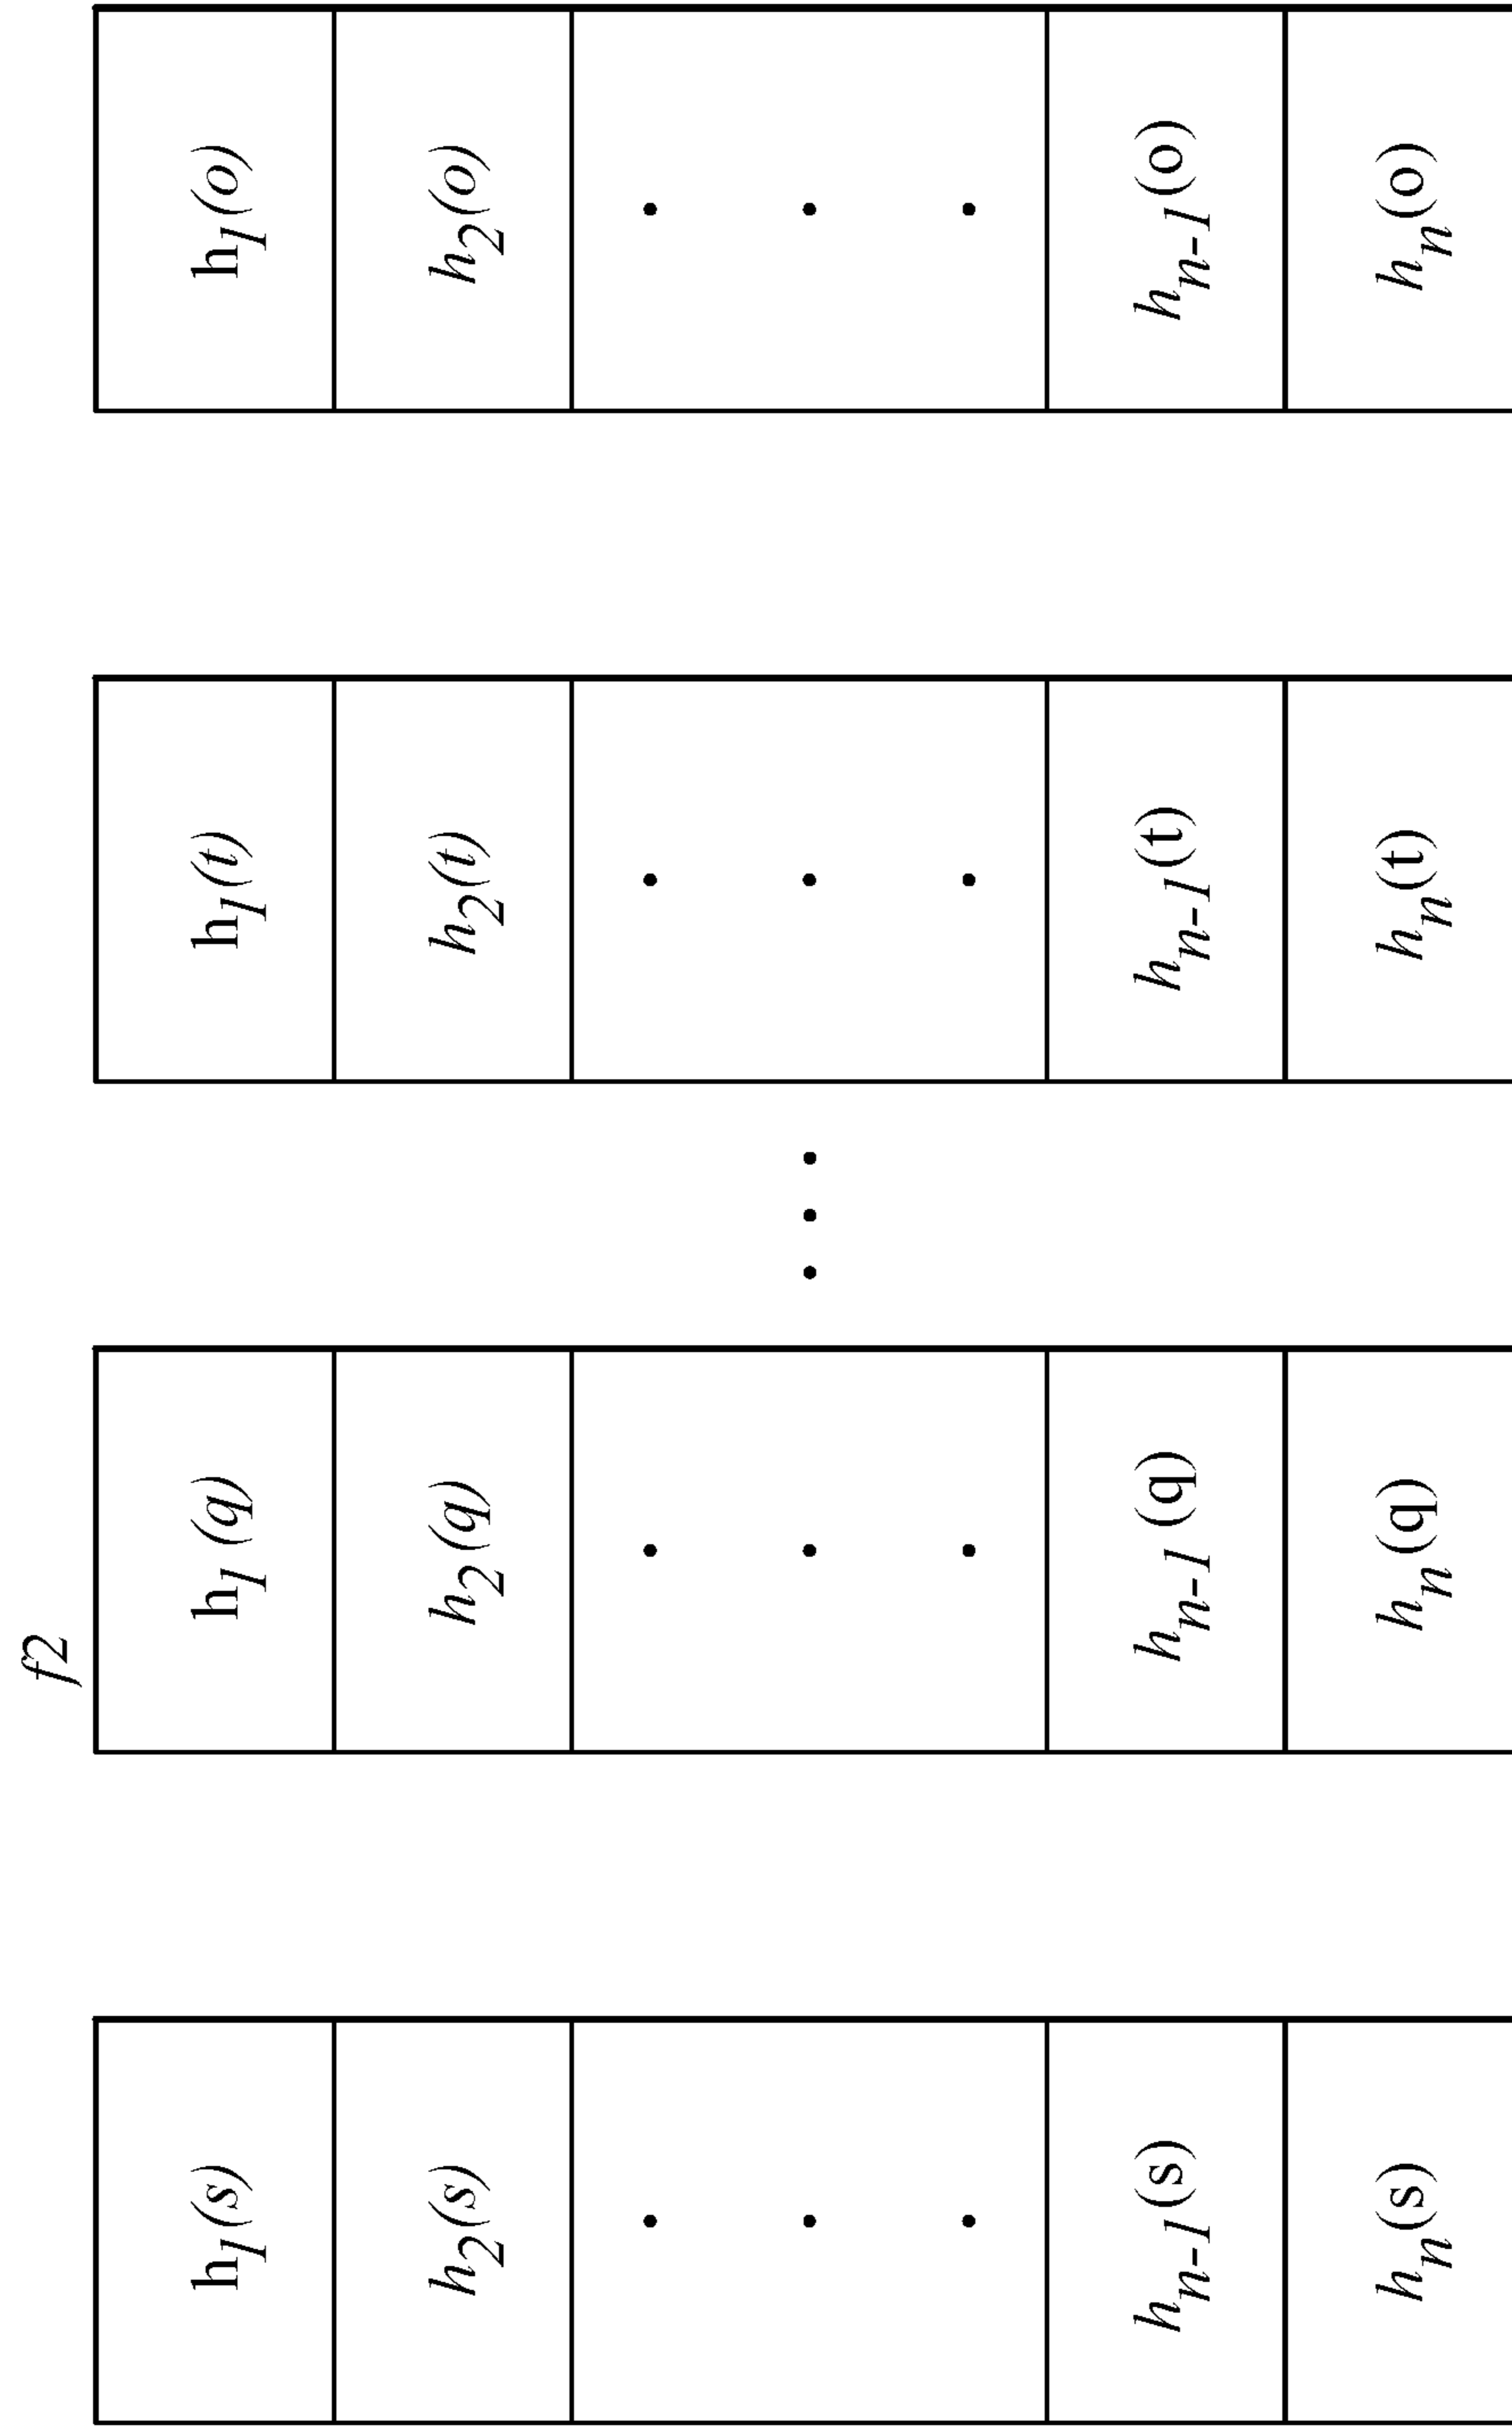 f2
h1(s) h1 (q) h1(t) h1(o)
h2(s) h2(q) h2(t) h2(o)
. . . .
. . . . . . .
. . . .
hn-1(s) hn-1 (q) hn-1(t) hn-1(o)
hn(s) hn(q) hn(t) hn(o)